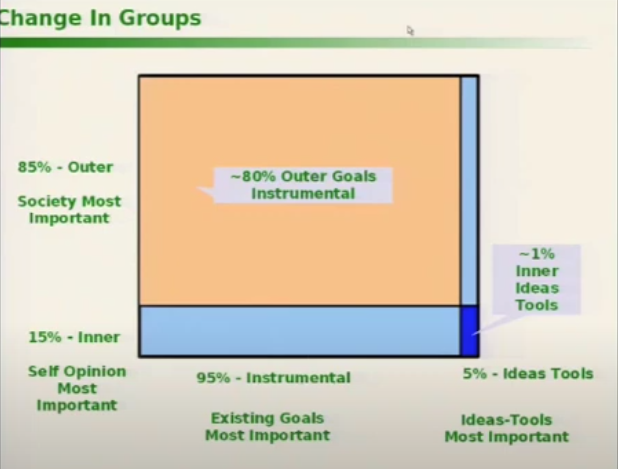 Change In Groups
85% - Outer
Society Most
Important
~80% Outer Goals
Instrumental
~1%
Inner
Ideas
Tools
15% - Inner
Self Opinion
Most
Important
95% - Instrumental
Existing Goals
Most Important
5% - Ideas Tools
Ideas-Tools
Most Important